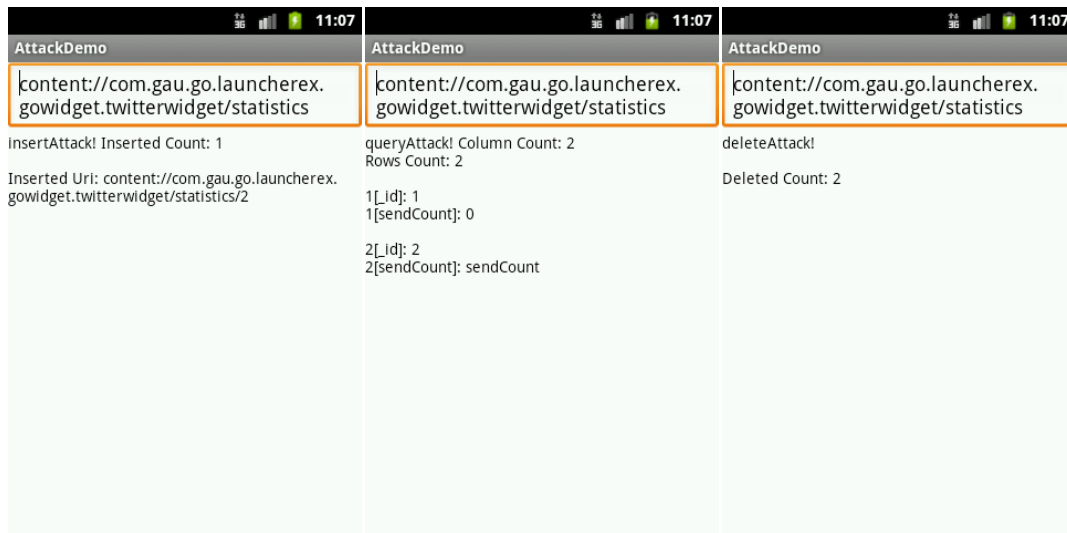 3G 11:07
AttackDemo
content://com.gau.go.launcherex.
gowidget.twitterwidget/statistics
insertAttack! Inserted Count: 1
Inserted Uri: content://com.gau.go.launcherex.
gowidget.twitterwidget/statistics/2
3G 11:07
AttackDemo
content://com.gau.go.launcherex.
gowidget.twitterwidget/statistics
queryAttack! Column Count: 2
Rows Count: 2
1[_id]: 1
1[sendCount]: 0
2[_id]: 2
2[sendCount]: sendCount
3G 11:07
AttackDemo
content://com.gau.go.launcherex.
gowidget.twitterwidget/statistics
deleteAttack!
Deleted Count: 2